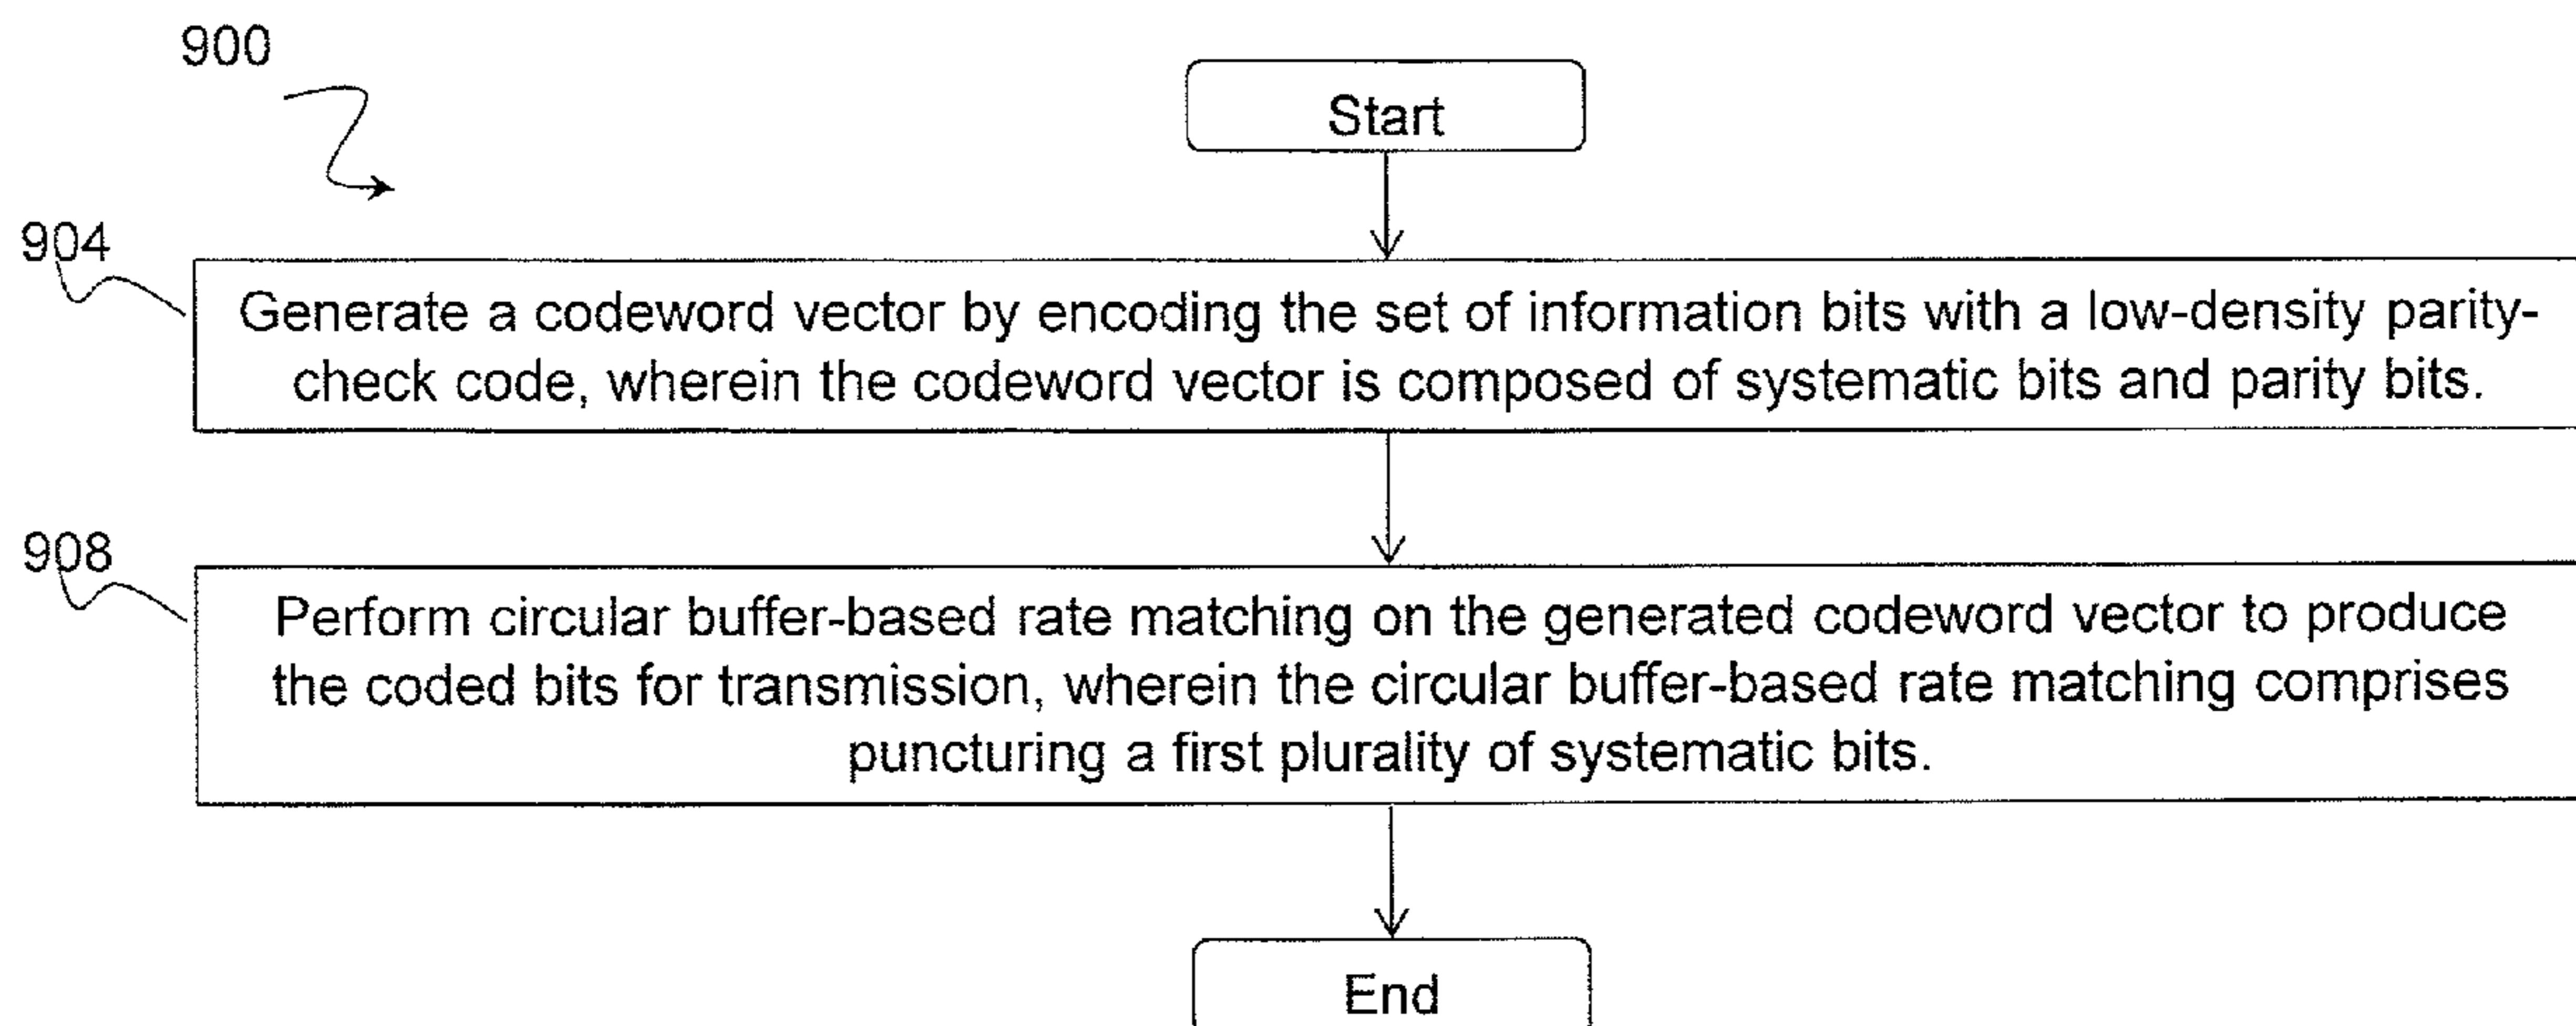 900
Start
904
Generate a codeword vector by encoding the set of information bits with a low-density parity-
check code, wherein the codeword vector is composed of systematic bits and parity bits.
908
Perform circular buffer-based rate matching on the generated codeword vector to produce
the coded bits for transmission, wherein the circular buffer-based rate matching comprises
puncturing a first plurality of systematic bits.
End